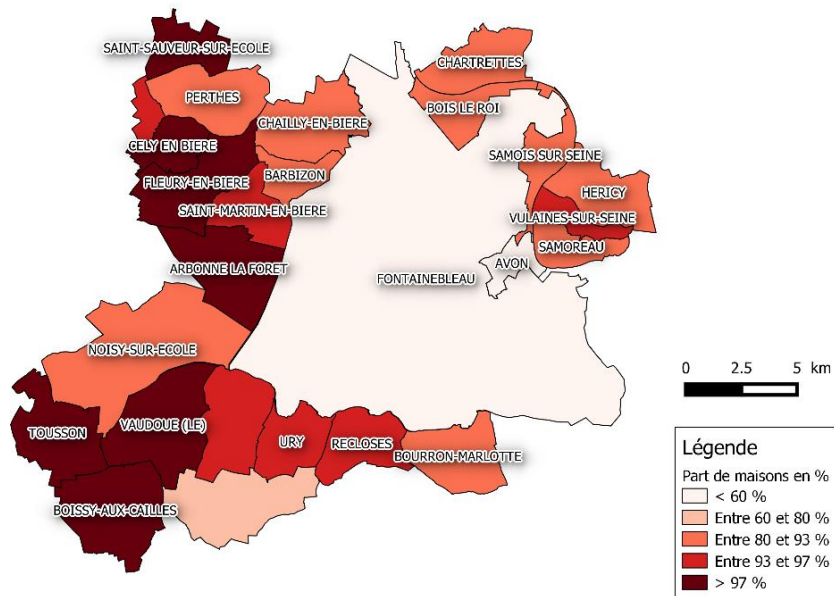 SAINT-SAUVEUR-SUR-ECOLE
CHARTRETTES
PERTHES
BOIS LE ROI
CHAILLY-EN-BIERE
CELY EN BIERE
SAMOIS SUR SEINE
BARBIZON
FLEURY-EN-BIERE
HERICY
SAINT-MARTIN-EN-BIERE
VULAINES-SUR-SEINE
SAMOREAU
AVON
ARBONNE LA FORET
FONTAINEBLEAU
NOISY-SUR-ECOLE
0 2.5 5 km
VAUDOUE (LE)
TOUSSON
URY
RECLOSES
BOURRON-MARLOTTE
BOISSY-AUX-CAILLES
Légende
Part de maisons en %
< 60 %
Entre 60 et 80 %
Entre 80 et 93 %
Entre 93 et 97 %
> 97 %